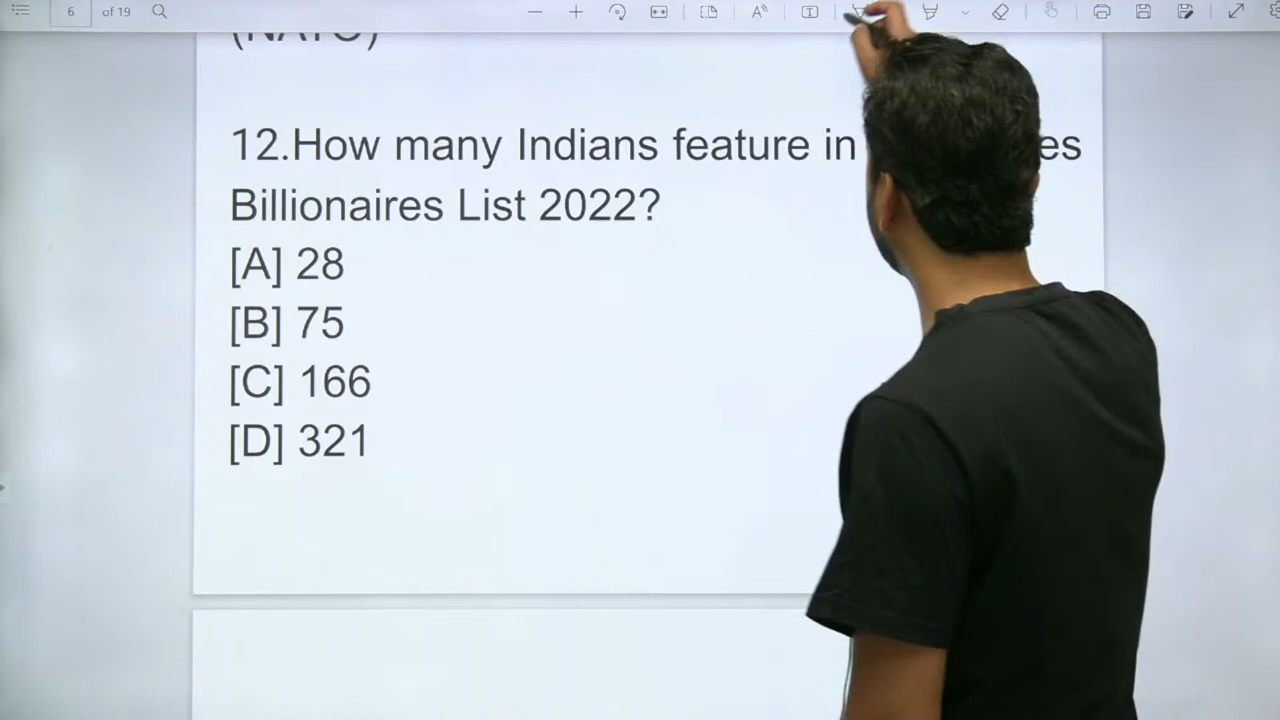 6 of 19
(NATO)
12.How many Indians feature in es
Billionaires List 2022?
[A] 28
[B] 75
[C] 166
[D] 321